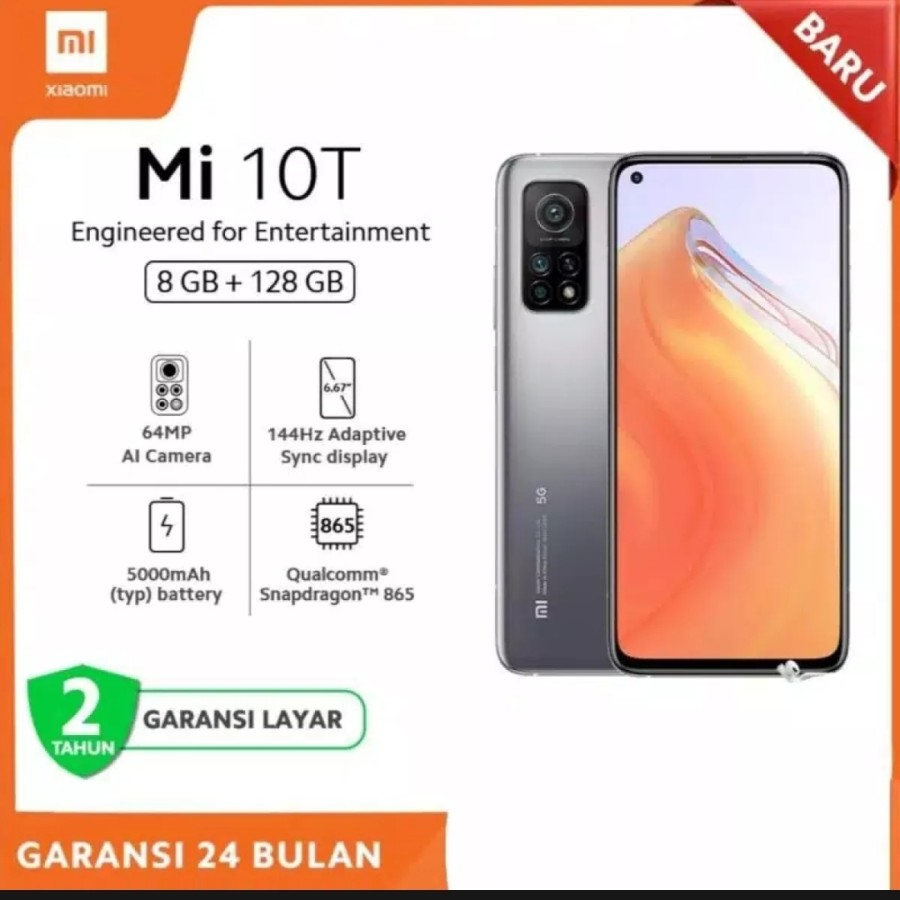 xiaomi
BARU
Mi 10T
Engineered for Entertainment
8 GB + 128 GB
64MP
AI Camera
6.67"
144Hz Adaptive
Sync display
5000mAh
(typ) battery
865
Qualcomm®
Snapdragon™ 865
5G
2
TAHUN
GARANSI LAYAR
GARANSI 24 BULAN